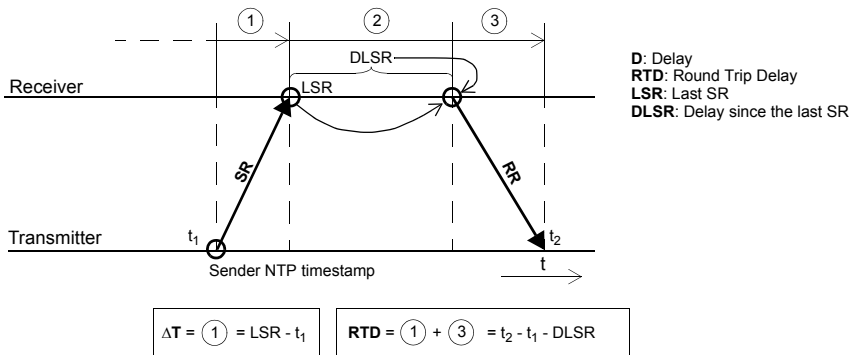 1 2 3
DLSR
D: Delay
RTD: Round Trip Delay
LSR: Last SR
DLSR: Delay since the last SR
Receiver
LSR
SR
RR
Transmitter
t1
t2
Sender NTP timestamp
t
ΔT = 1 = LSR - t1
RTD = 1 + 3 = t2 - t1 - DLSR